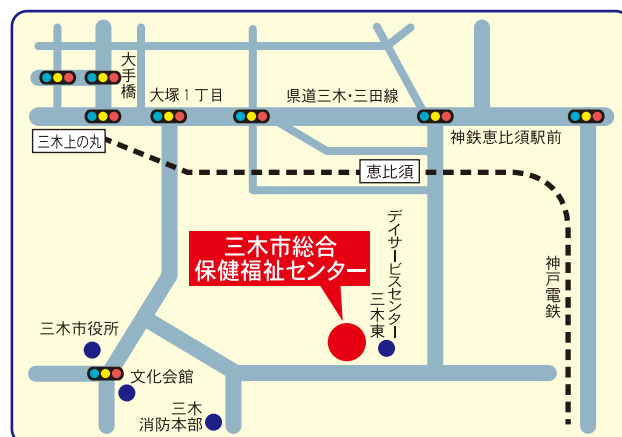 大手橋
大塚1丁目
県道三木・三田線
三木上の丸
恵比須
神鉄恵比須駅前
三木市総合
保健福祉センター
デイサービスセンター
三木東
神戸電鉄
三木市役所
文化会館
三木
消防本部